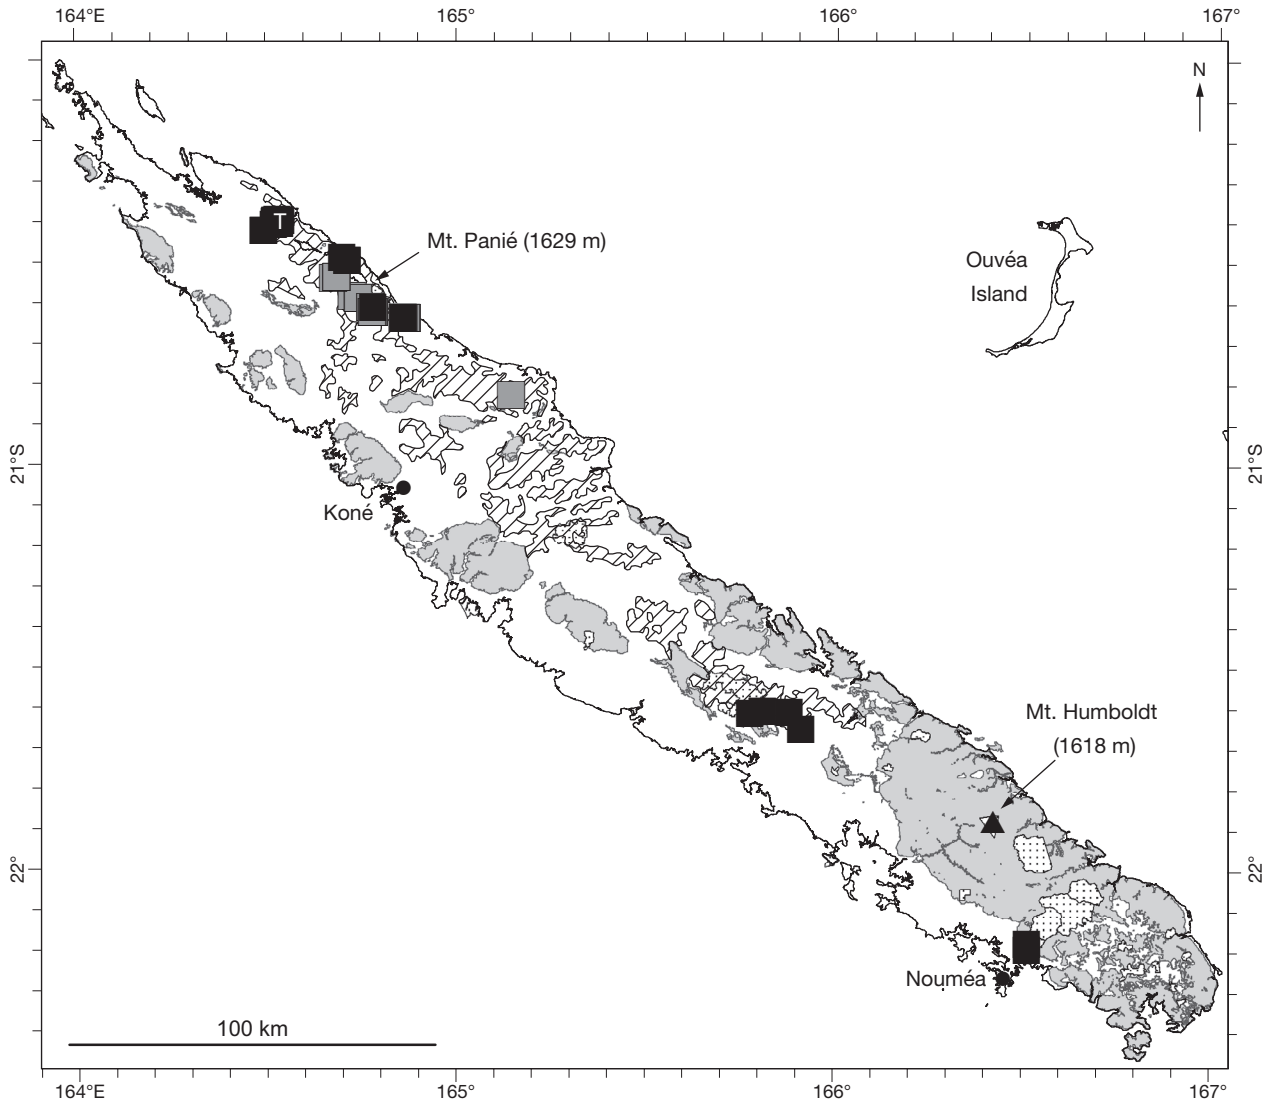 164°E 165° 166° 167°
N
T
Mt. Panié (1629 m)
Ouvéa
Island
21°S 21°S
Koné
Mt. Humboldt
(1618 m)
22° 22°
Nouméa
100 km
164°E 165° 166° 167°